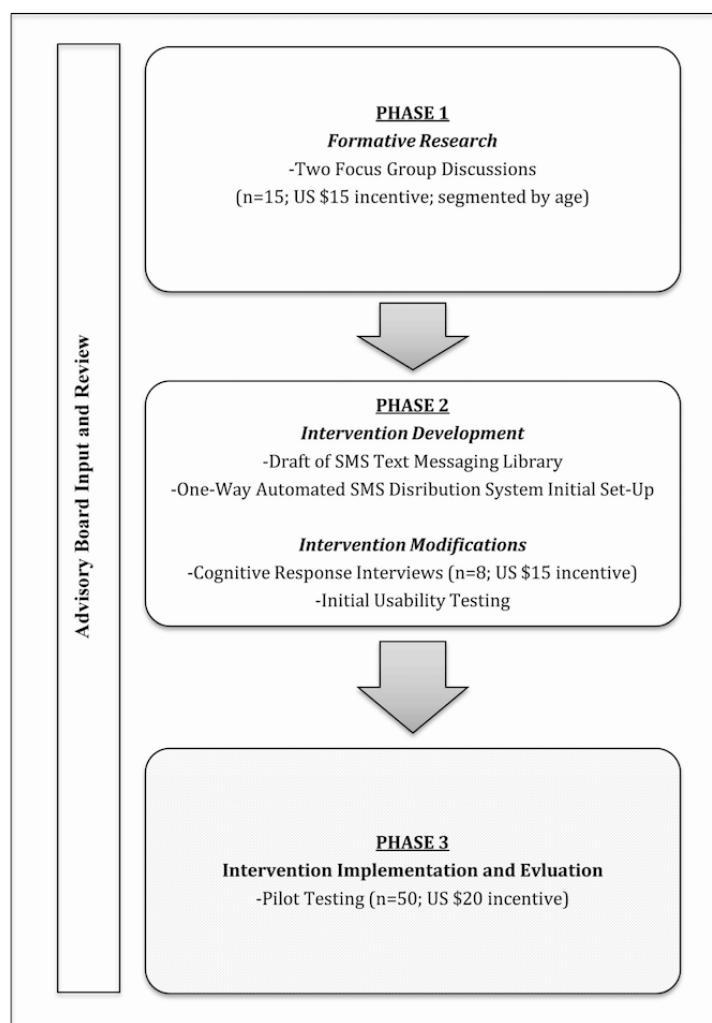 Advisory Board Input and Review
PHASE 1
Formative Research
-Two Focus Group Discussions
(n=15; US $15 incentive; segmented by age)
PHASE 2
Intervention Development
-Draft of SMS Text Messaging Library
-One-Way Automated SMS Disribution System Initial Set-Up
Intervention Modifications
-Cognitive Response Interviews (n=8; US $15 incentive)
-Initial Usability Testing
PHASE 3
Intervention Implementation and Evluation
-Pilot Testing (n=50; US $20 incentive)